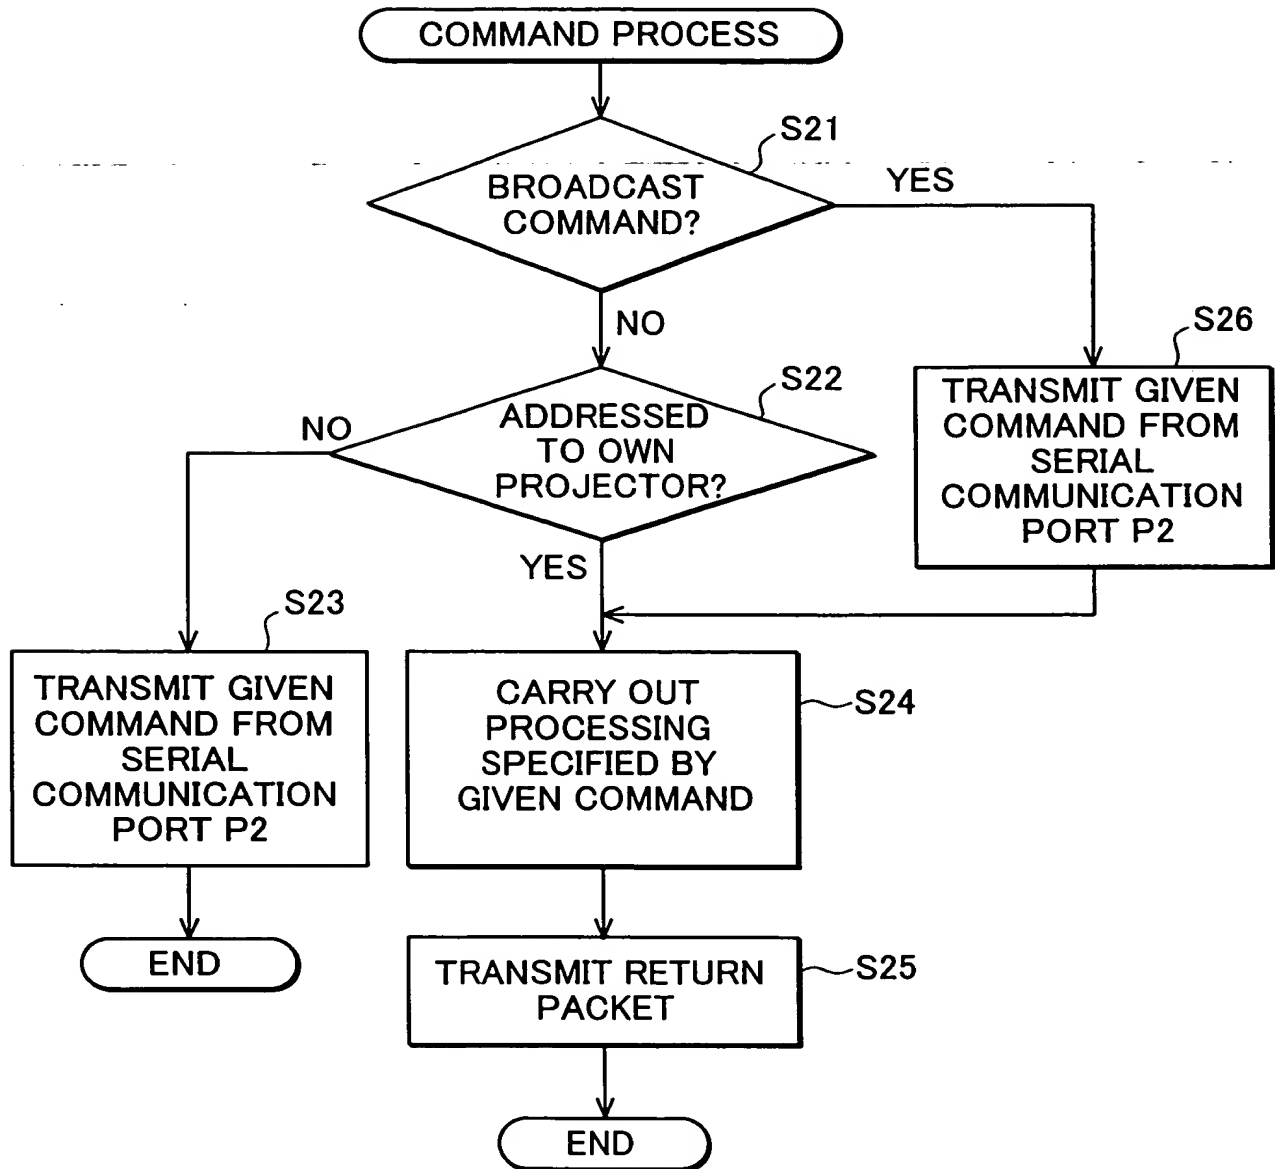 COMMAND PROCESS
S21
BROADCAST
COMMAND?
YES
NO
S26
TRANSMIT GIVEN
COMMAND FROM
SERIAL
COMMUNICATION
PORT P2
S22
ADDRESSED
TO OWN
PROJECTOR?
NO
YES
S23
TRANSMIT GIVEN
COMMAND FROM
SERIAL
COMMUNICATION
PORT P2
S24
CARRY OUT
PROCESSING
SPECIFIED BY
GIVEN COMMAND
END
S25
TRANSMIT RETURN
PACKET
END